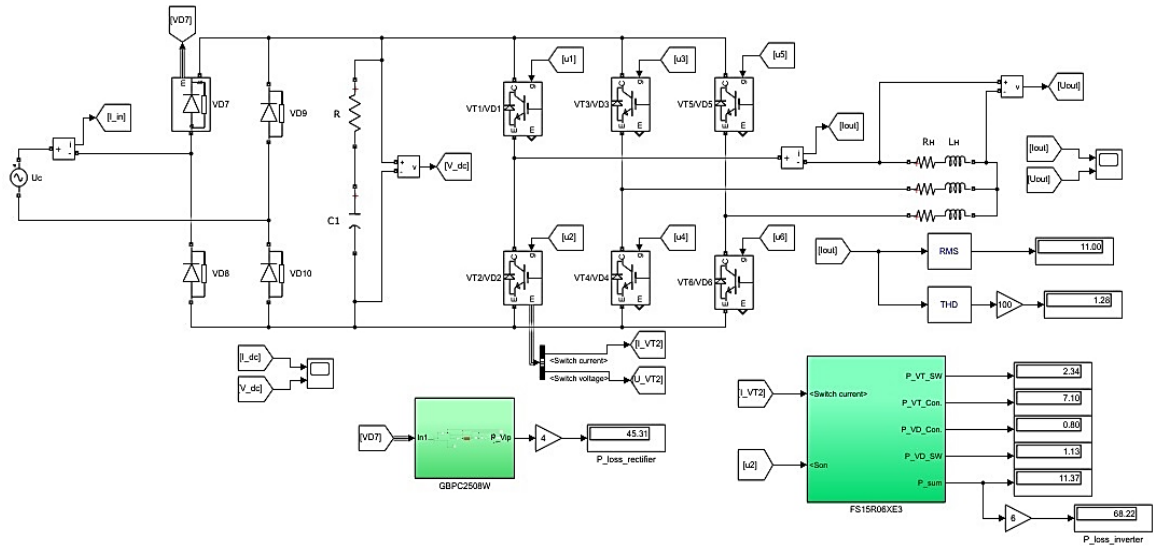 [VD7]
[I_in]
m
VD7
VD9
R
[V_dc]
C1
Uc
VD8
VD10
[u1]
[u3]
[u5]
VT1/VD1
VT3/VD3
VT5/VD5
[Iout]
[Uout]
RH LH
[Iout]
[Uout]
[u2]
[u4]
[u6]
VT2/VD2
VT4/VD4
VT6/VD6
[Iout]
RMS
11.00
THD
100
1.28
[I_VT2]
<Switch current>
<Switch voltage>
[U_VT2]
[I_dc]
[V_dc]
[VD7]
In1
P_Vip
4
45.31
P_loss_rectifier
GBPC2508W
[I_VT2]
<Switch current>
[u2]
<Son
P_VT_SW
2.34
P_VT_Con.
7.10
P_VD_Con.
0.80
P_VD_SW
1.13
P_sum
11.37
FS15R06XE3
6
68.22
P_loss_inverter